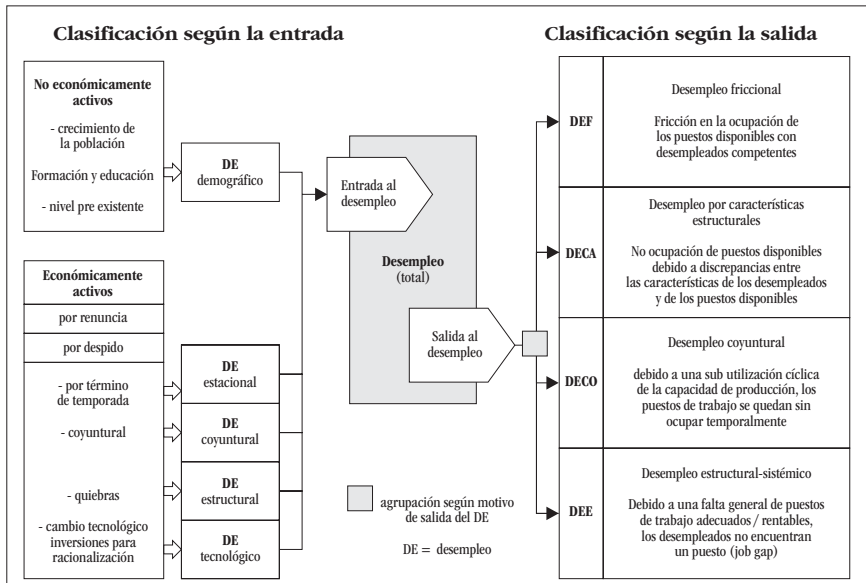 Clasificación según la entrada
No económicamente
activos
- crecimiento de
la población
Formación y educación
- nivel pre existente
DE
demográfico
Económicamente
activos
por renuncia
por despido
- por término
de temporada
- coyuntural
- quiebras
- cambio tecnológico
inversiones para
racionalización
DE
estacional
DE
coyuntural
DE
estructural
DE
tecnológico
Entrada al
desempleo
Desempleo
(total)
Salida al
desempleo
agrupación según motivo
de salida del DE
DE = desempleo
Clasificación según la salida
DEF
Desempleo friccional
Fricción en la ocupación de
los puestos disponibles con
desempleados competentes
DECA
Desempleo por características
estructurales
No ocupación de puestos disponibles
debido a discrepancias entre
las características de los desempleados
y de los puestos disponibles
DECO
Desempleo coyuntural
debido a una sub utilización cíclica
de la capacidad de producción, los
puestos de trabajo se quedan sin
ocupar temporalmente
DEE
Desempleo estructural-sistémico
Debido a una falta general de puestos
de trabajo adecuados / rentables,
los desempleados no encuentran
un puesto (job gap)